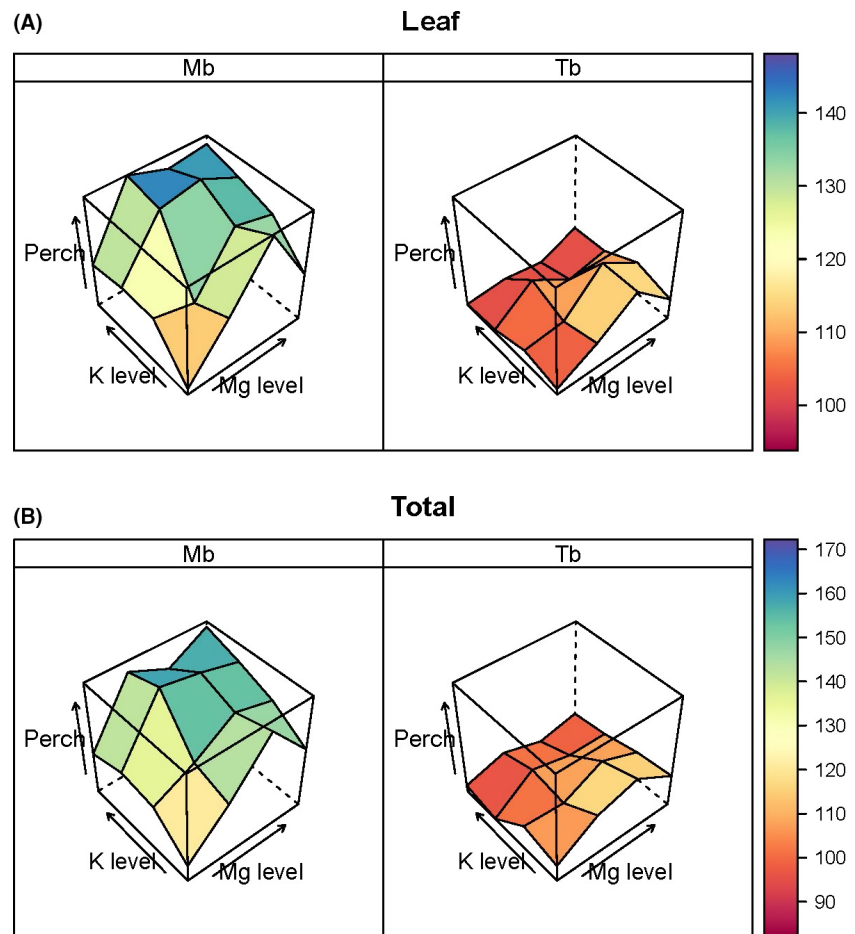 (A)
Leaf
Mb
Tb
Perch
K level
Mg level
Perch
K level
Mg level
140
130
120
110
100
(B)
Total
Mb
Tb
Perch
K level
Mg level
Perch
K level
Mg level
170
160
150
140
130
120
110
100
90